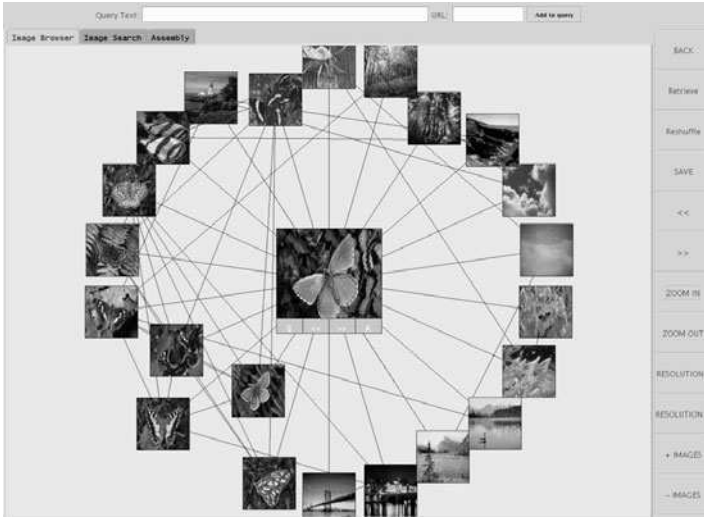 Query Text: URL: Add to query
Image Browser Image Search Assembly
BACK
Retrieve
Reshuffle
SAVE
<<
>>
ZOOM IN
ZOOM OUT
RESOLUTION
RESOLUTION
+ IMAGES
- IMAGES
<< >>